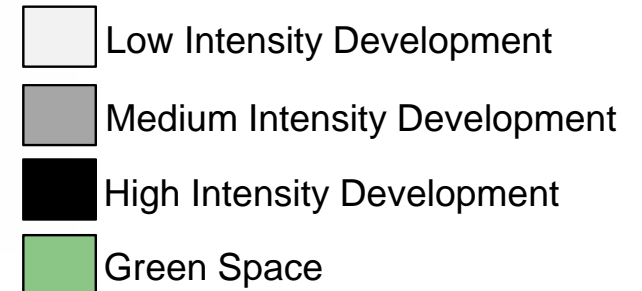 Low Intensity Development
Medium Intensity Development
High Intensity Development
Green Space